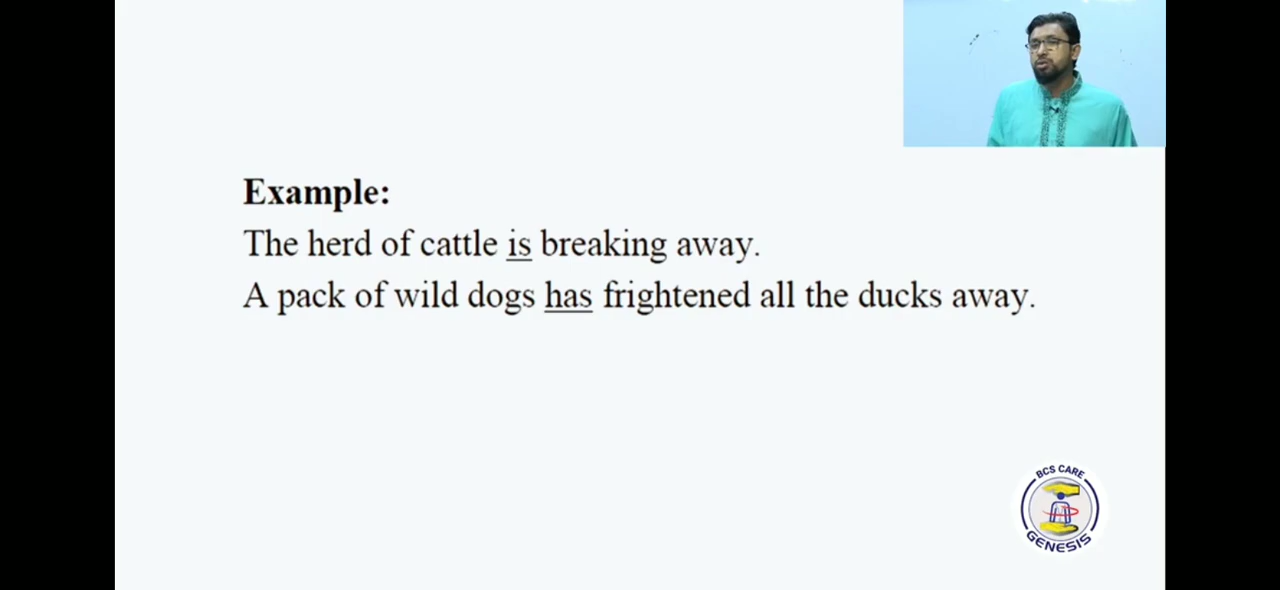 Example:
The herd of cattle is breaking away.
A pack of wild dogs has frightened all the ducks away.
BCS CARE
GENESIS